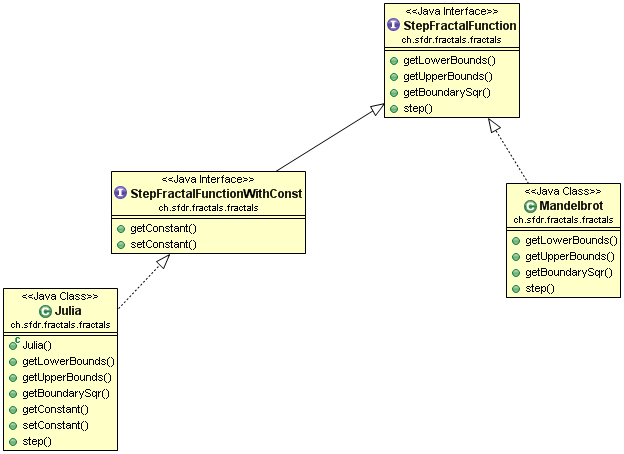 <<Java Interface>>
StepFractalFunction
ch.sfdr.fractals.fractals
getLowerBounds()
getUpperBounds()
getBoundarySqr()
step()
<<Java Interface>>
StepFractalFunctionWithConst
ch.sfdr.fractals.fractals
getConstant()
setConstant()
<<Java Class>>
Mandelbrot
ch.sfdr.fractals.fractals
getLowerBounds()
getUpperBounds()
getBoundarySqr()
step()
<<Java Class>>
Julia
ch.sfdr.fractals.fractals
Julia()
getLowerBounds()
getUpperBounds()
getBoundarySqr()
getConstant()
setConstant()
step()